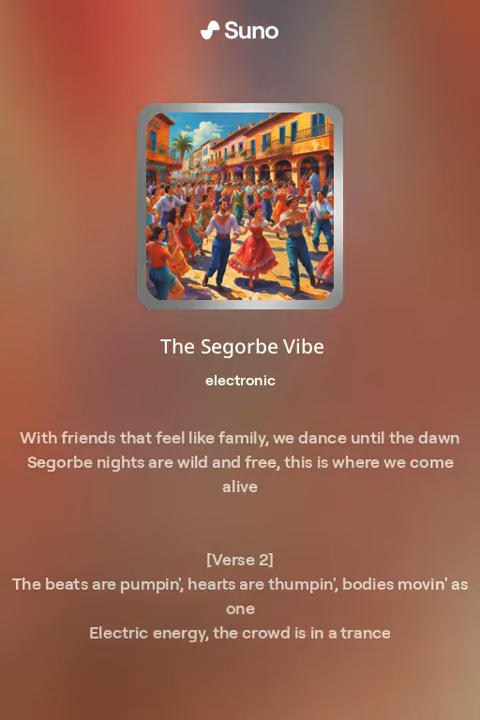 Suno
The Segorbe Vibe
electronic
With friends that feel like family, we dance until the dawn
Segorbe nights are wild and free, this is where we come
alive
[Verse 2]
The beats are pumpin', hearts are thumpin', bodies movin' as
one
Electric energy, the crowd is in a trance